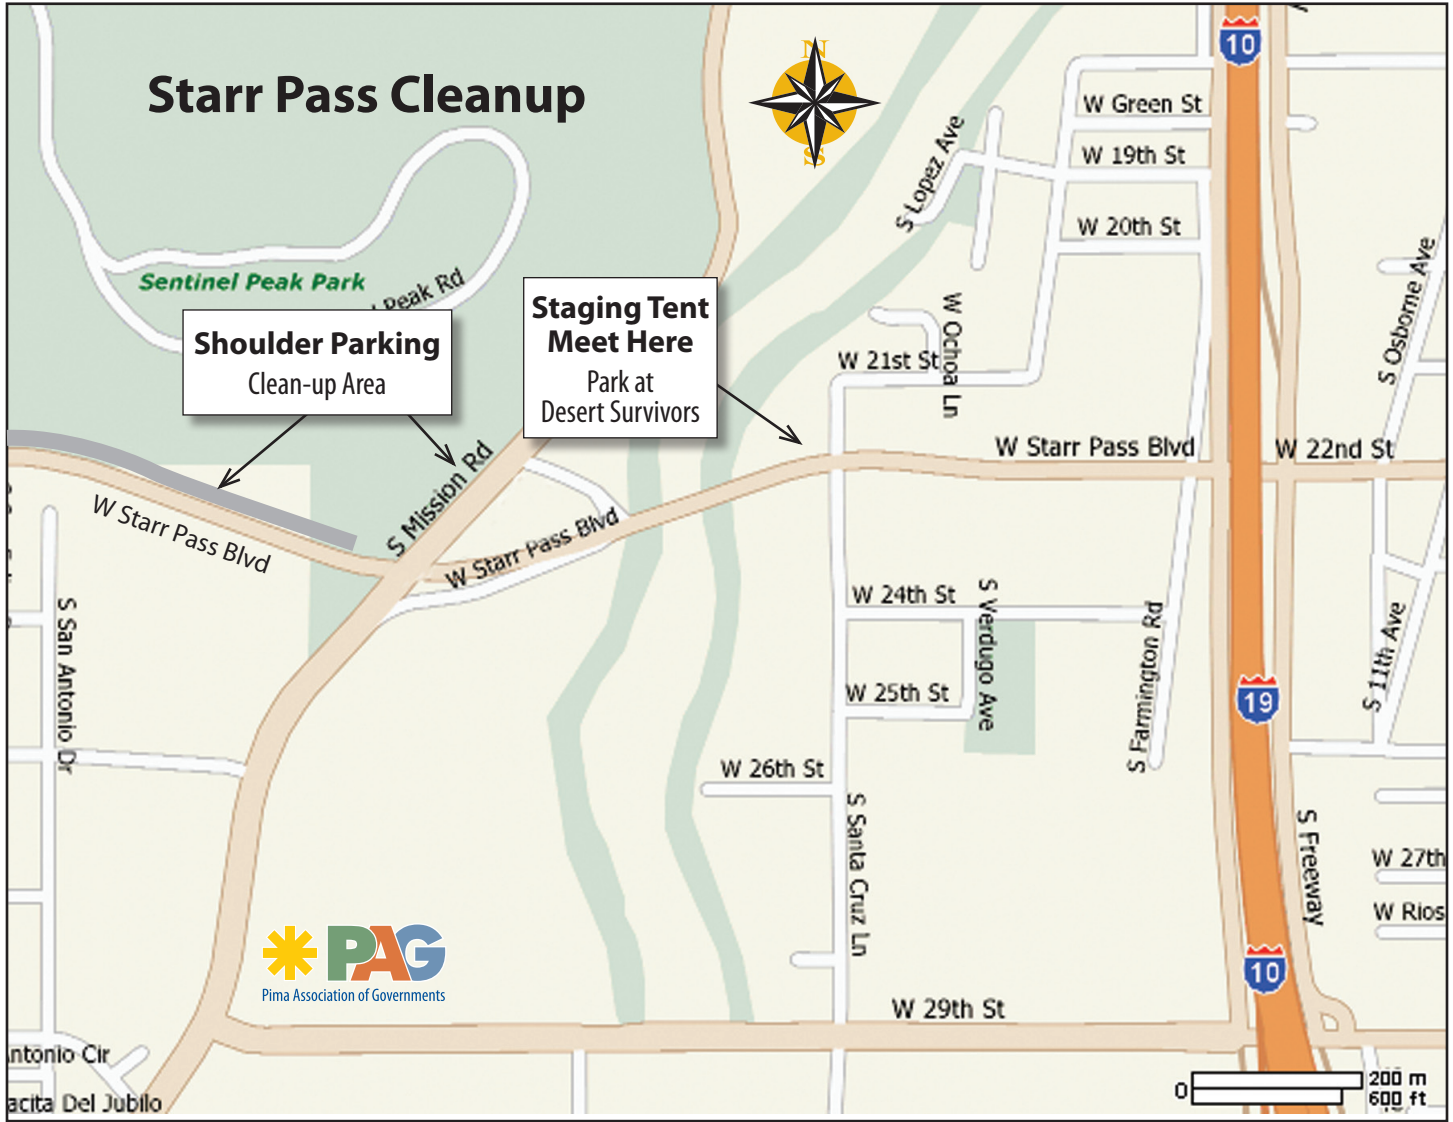 Starr Pass Cleanup
N
S
10
W Green St
W 19th St
W 20th St
S Lopez Ave
S Osborne Ave
Sentinel Peak Park
Peak Rd
Shoulder Parking
Clean-up Area
Staging Tent
Meet Here
Park at
Desert Survivors
W Ochoa Ln
W 21st St
W Starr Pass Blvd
W 22nd St
S Mission Rd
W Starr Pass Blvd
W Starr Pass Blvd
S San Antonio Dr
W 24th St
S Verdugo Ave
S Farmington Rd
S 11th Ave
W 25th St
19
W 26th St
S Santa Cruz Ln
S Freeway
W 27th
W Rios
PAG
Pima Association of Governments
10
W 29th St
ntonio Cir
acita Del Jubilo
0
200 m
600 ft